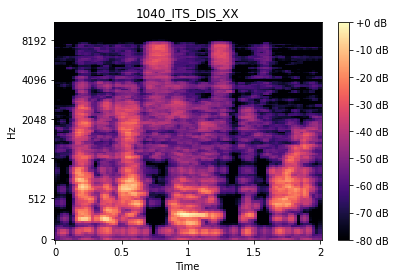 1040_ITS_DIS_XX
+0 dB
8192
-10 dB
4096
-20 dB
-30 dB
2048
Hz
-40 dB
1024
-50 dB
512
-60 dB
-70 dB
0
-80 dB
0 0.5 1 1.5 2
Time